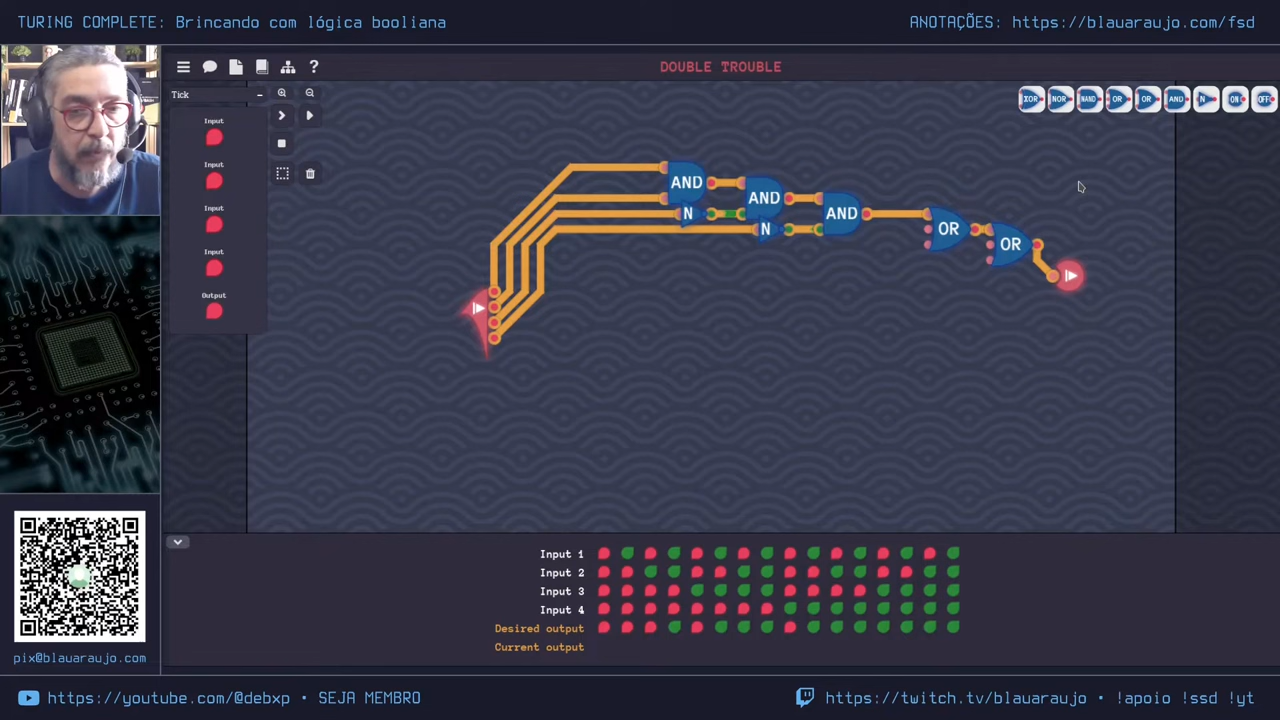 TURING COMPLETE: Brincando com lógica booliana
ANOTAÇÕES: https://blauaraujo.com/fsd
DOUBLE TROUBLE
Tick
Input
Input
Input
Input
Output
XOR NOR NAND OR OR AND N ON OFF
AND
AND
AND
N
N
OR
OR
Input 1
Input 2
Input 3
Input 4
Desired output
Current output
pix@blauaraujo.com
https://youtube.com/@debxp • SEJA MEMBRO
https://twitch.tv/blauaraujo • !apoio !ssd !yt